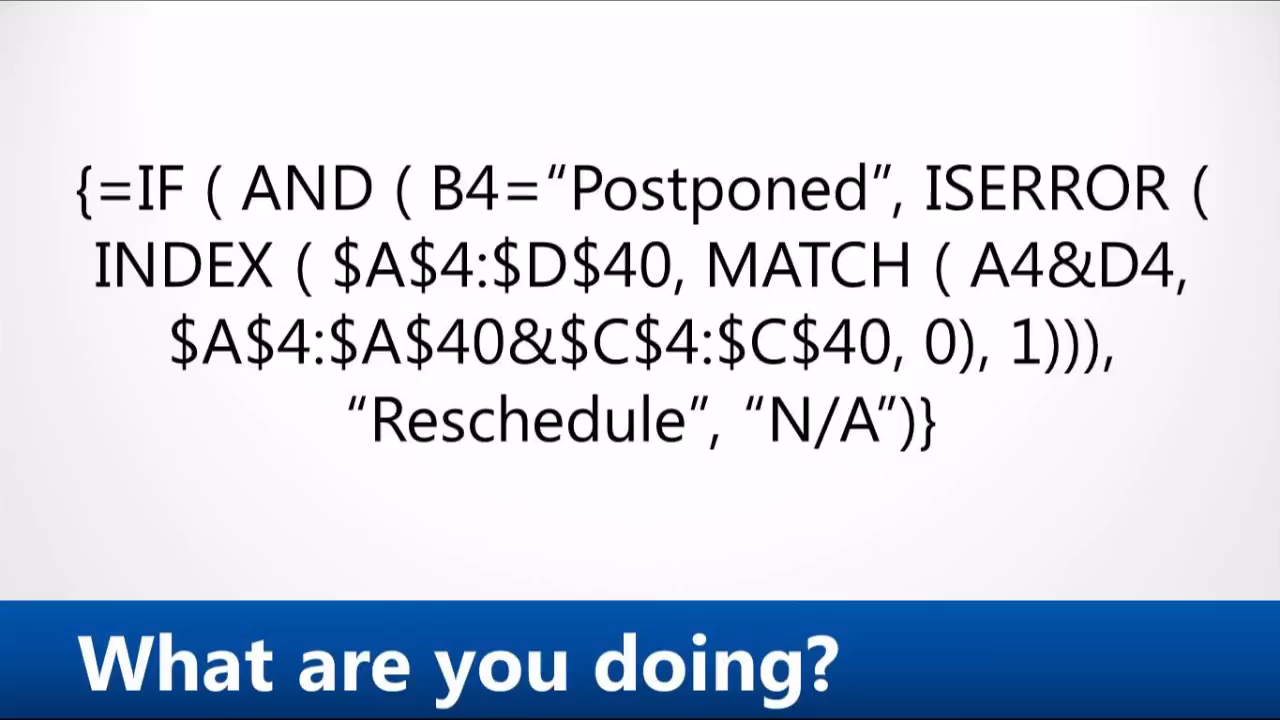 {=IF ( AND ( B4=“Postponed”, ISERROR (
INDEX ( $A$4:$D$40, MATCH ( A4&D4,
$A$4:$A$40&$C$4:$C$40, 0), 1))),
“Reschedule”, “N/A”)}
What are you doing?